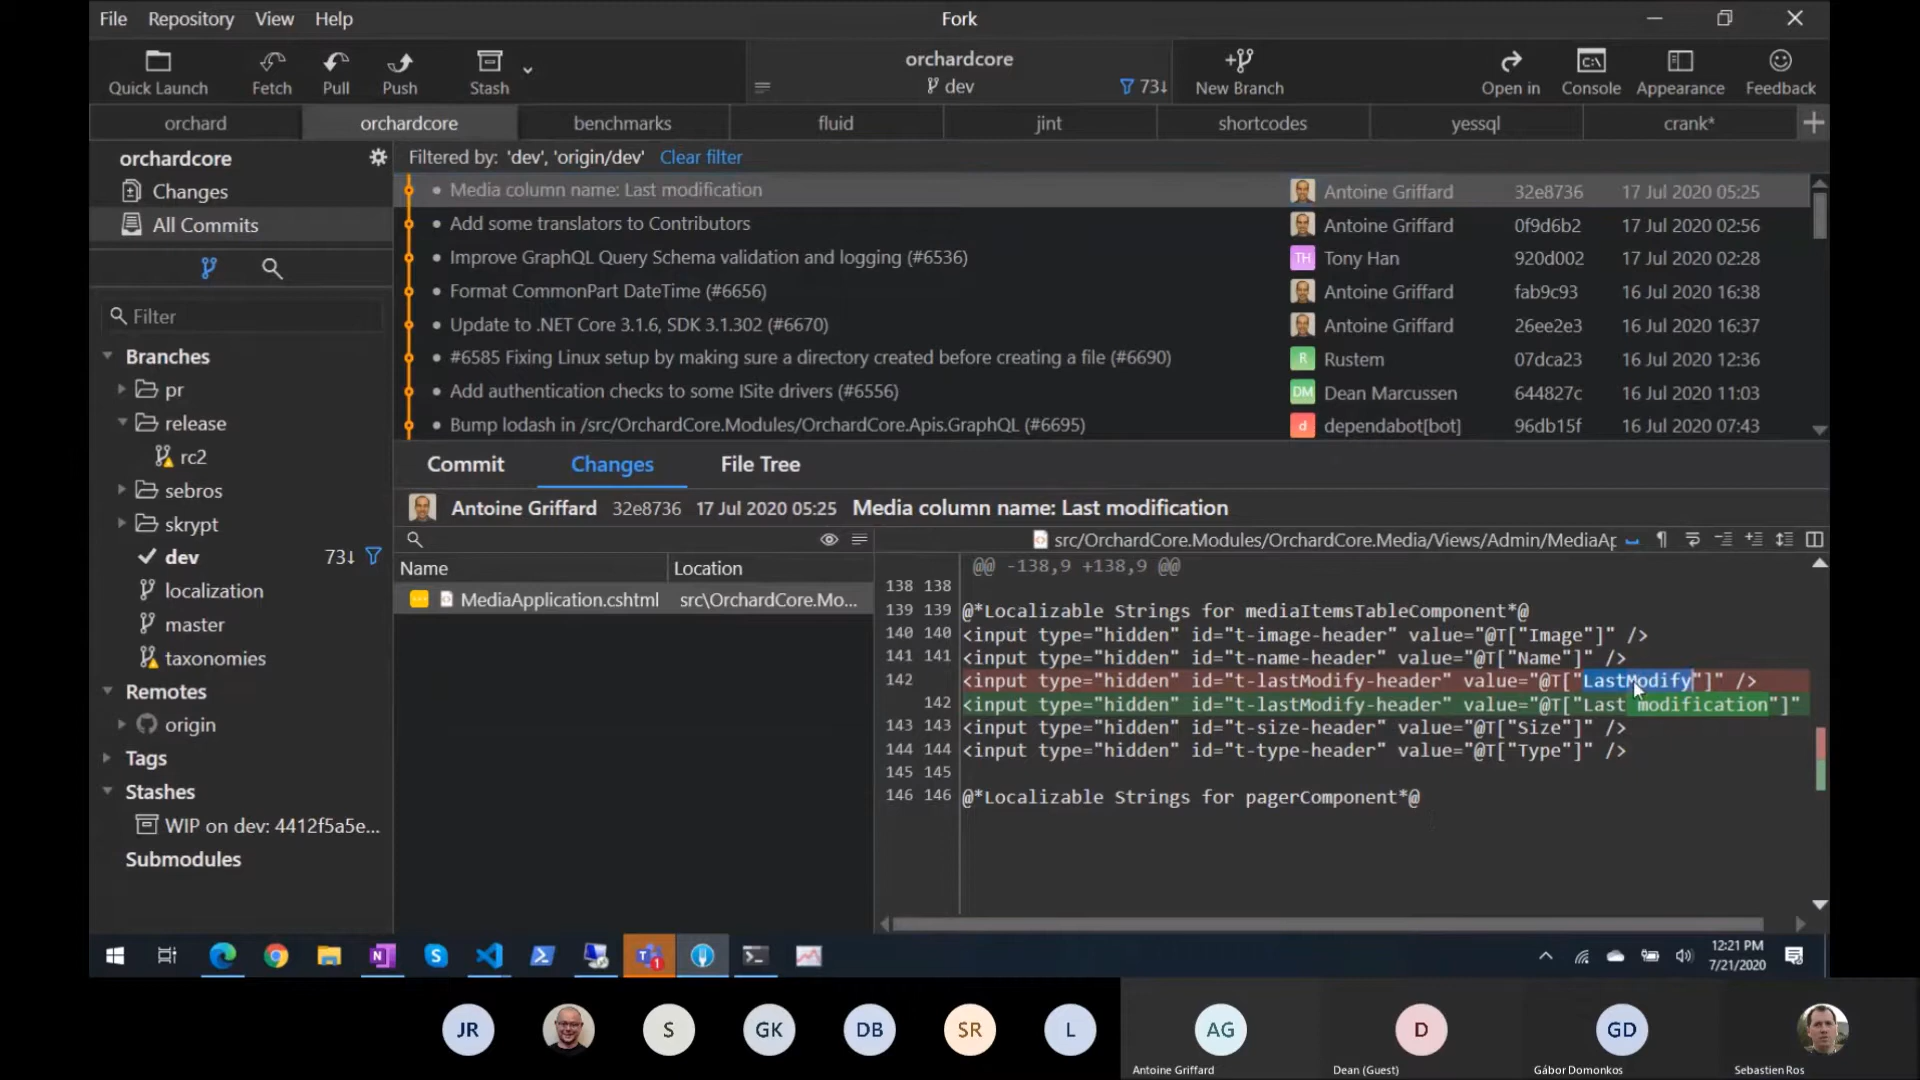 File Repository View Help
Fork
Quick Launch
Fetch
Pull
Push
Stash
orchardcore
dev
73↓
New Branch
Open in
Console
Appearance
Feedback
orchard
orchardcore
benchmarks
fluid
jint
shortcodes
yessql
crank*
orchardcore
Changes
All Commits
Filter
Branches
pr
release
rc2
sebros
skrypt
dev 73↓
localization
master
taxonomies
Remotes
origin
Tags
Stashes
WIP on dev: 4412f5a5e...
Submodules
Filtered by: 'dev', 'origin/dev' Clear filter
Media column name: Last modification Antoine Griffard 32e8736 17 Jul 2020 05:25
Add some translators to Contributors Antoine Griffard 0f9d6b2 17 Jul 2020 02:56
Improve GraphQL Query Schema validation and logging (#6536) TH Tony Han 920d002 17 Jul 2020 02:28
Format CommonPart DateTime (#6656) Antoine Griffard fab9c93 16 Jul 2020 16:38
Update to .NET Core 3.1.6, SDK 3.1.302 (#6670) Antoine Griffard 26ee2e3 16 Jul 2020 16:37
#6585 Fixing Linux setup by making sure a directory created before creating a file (#6690) R Rustem 07dca23 16 Jul 2020 12:36
Add authentication checks to some ISite drivers (#6556) DM Dean Marcussen 644827c 16 Jul 2020 11:03
Bump lodash in /src/OrchardCore.Modules/OrchardCore.Apis.GraphQL (#6695) d dependabot[bot] 96db15f 16 Jul 2020 07:43
Commit Changes File Tree
Antoine Griffard 32e8736 17 Jul 2020 05:25 Media column name: Last modification
Name Location
MediaApplication.cshtml src\OrchardCore.Mo...
src/OrchardCore.Modules/OrchardCore.Media/Views/Admin/MediaAp
@@ -138,9 +138,9 @@
138 138
139 139 @*Localizable Strings for mediaItemsTableComponent*@
140 140 <input type="hidden" id="t-image-header" value="@T["Image"]" />
141 141 <input type="hidden" id="t-name-header" value="@T["Name"]" />
142 <input type="hidden" id="t-lastModify-header" value="@T["LastModify"]" />
142 <input type="hidden" id="t-lastModify-header" value="@T["Last modification"]"
143 143 <input type="hidden" id="t-size-header" value="@T["Size"]" />
144 144 <input type="hidden" id="t-type-header" value="@T["Type"]" />
145 145
146 146 @*Localizable Strings for pagerComponent*@
12:21 PM
7/21/2020
JR
S
GK
DB
SR
L
AG
D
GD
Antoine Griffard
Dean (Guest)
Gábor Domonkos
Sebastien Ros